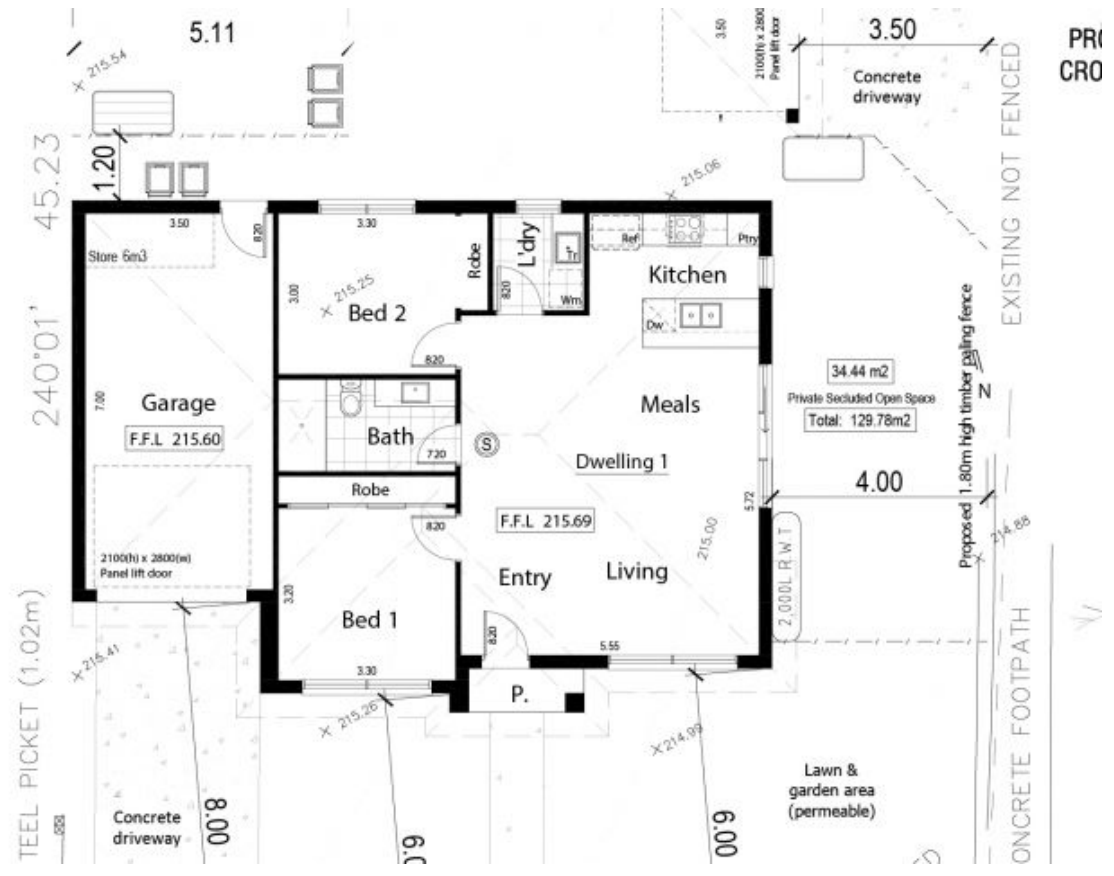 5.11
3.50
PRO
CRO
215.54
3.50
2100(h) x 2800
Panel lift door
Concrete
driveway
EXISTING NOT FENCED
240°01' 45.23
1.20
215.06
3.50
820
3.30
Store 6m3
Robe
L'dry
Tr
Ref
Ptry
Kitchen
3.00
215.25
Bed 2
820
Wm
Dw
820
7.00
Garage
F.F.L 215.60
Bath
720
S
Meals
Dwelling 1
34.44 m2
Private Secluded Open Space
Total: 129.78m2
N
Proposed 1.80m high timber paling fence
4.00
Robe
820
F.F.L 215.69
5.72
215.00
214.88
2100(h) x 2800(w)
Panel lift door
3.20
Entry
Living
2,000L R.W.T
Bed 1
820
5.55
3.30
P.
TEEL PICKET (1.02m)
215.41
215.26
214.99
ONCRETE FOOTPATH
Concrete
driveway
8.00
6.0
6.00
Lawn &
garden area
(permeable)